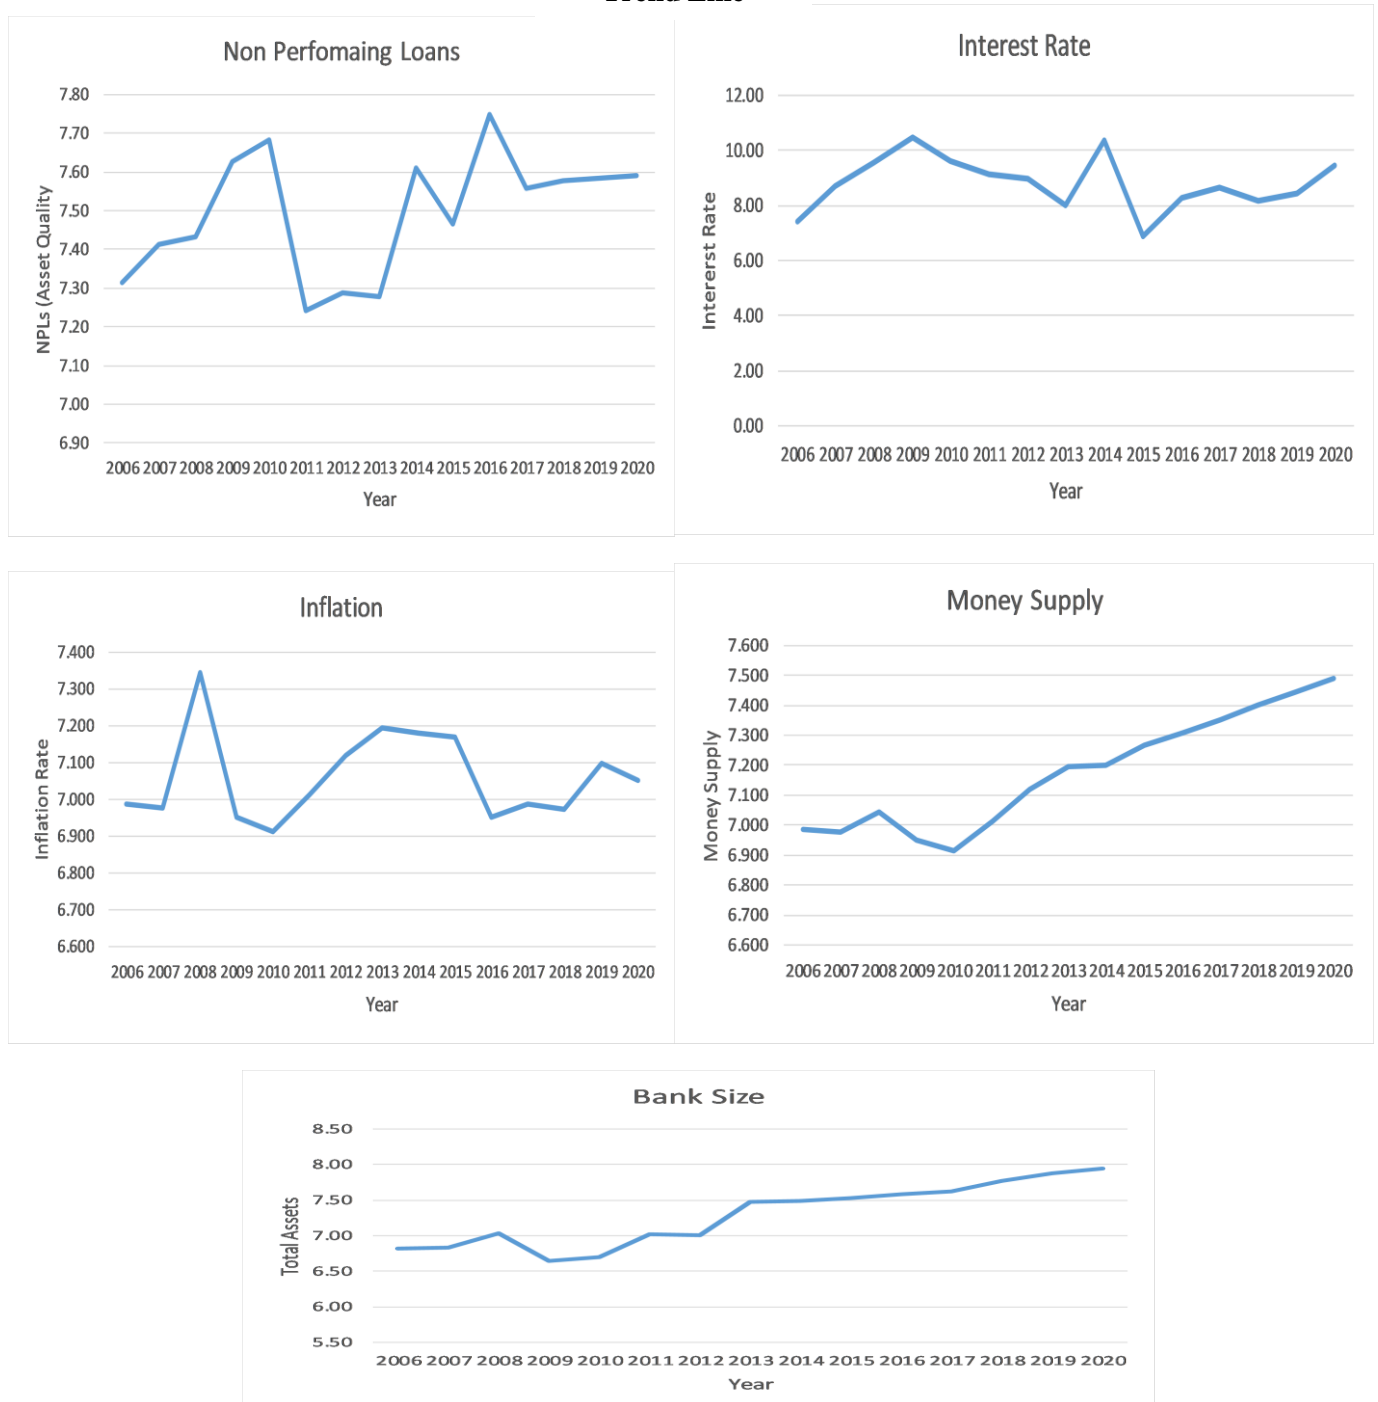 Trend Line
Non Perfomaing Loans
NPLs (Asset Quality
7.80
7.70
7.60
7.50
7.40
7.30
7.20
7.10
7.00
6.90
2006 2007 2008 2009 2010 2011 2012 2013 2014 2015 2016 2017 2018 2019 2020
Year
Interest Rate
Intererst Rate
12.00
10.00
8.00
6.00
4.00
2.00
0.00
2006 2007 2008 2009 2010 2011 2012 2013 2014 2015 2016 2017 2018 2019 2020
Year
Inflation
Inflation Rate
7.400
7.300
7.200
7.100
7.000
6.900
6.800
6.700
6.600
2006 2007 2008 2009 2010 2011 2012 2013 2014 2015 2016 2017 2018 2019 2020
Year
Money Supply
Money Supply
7.600
7.500
7.400
7.300
7.200
7.100
7.000
6.900
6.800
6.700
6.600
2006 2007 2008 2009 2010 2011 2012 2013 2014 2015 2016 2017 2018 2019 2020
Year
Bank Size
Total Assets
8.50
8.00
7.50
7.00
6.50
6.00
5.50
2006 2007 2008 2009 2010 2011 2012 2013 2014 2015 2016 2017 2018 2019 2020
Year